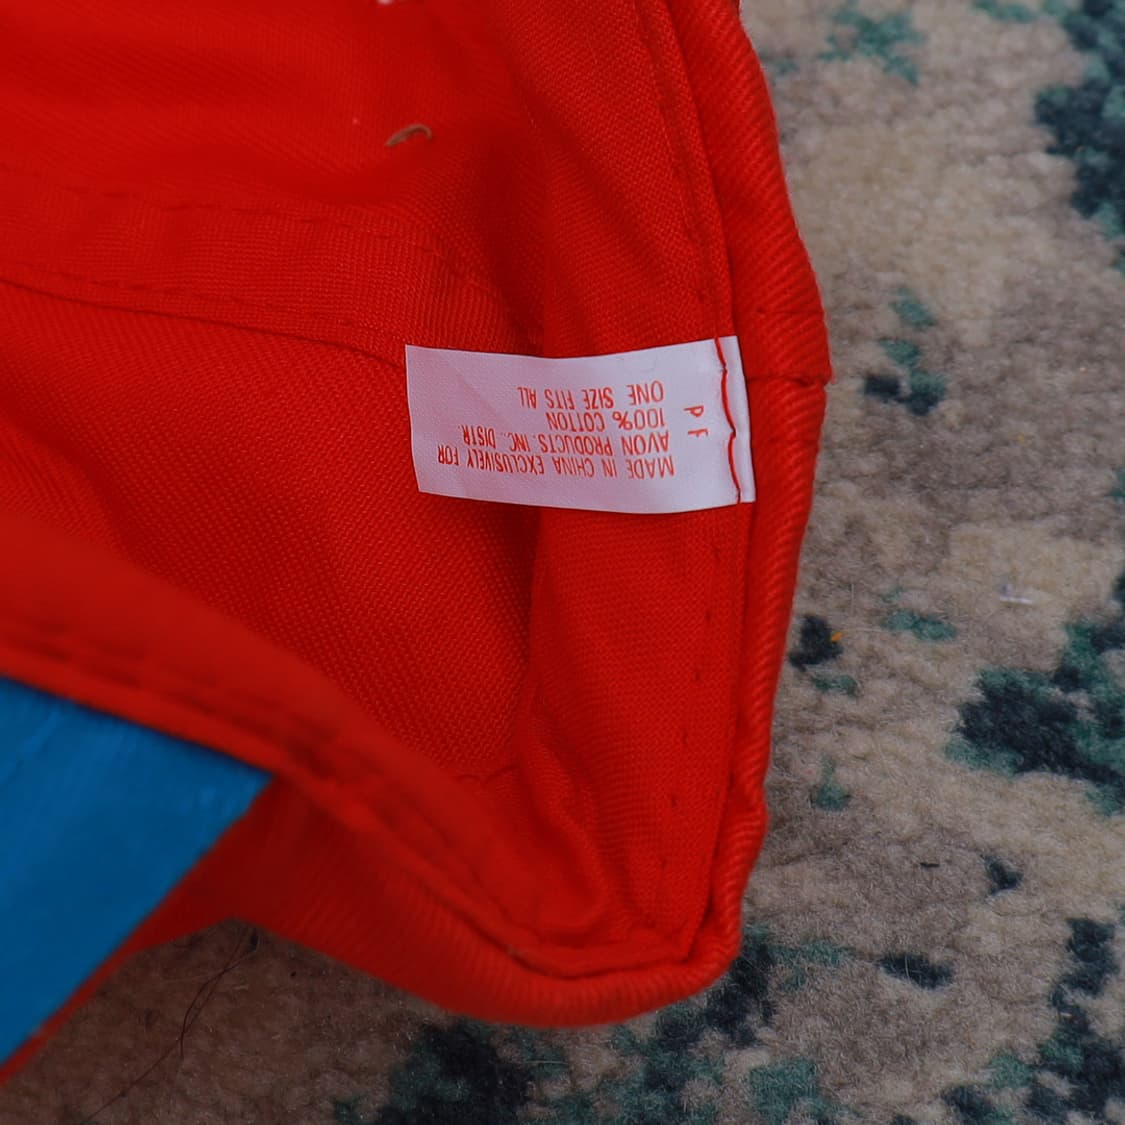 MADE IN CHINA EXCLUSIVELY FOR
AVON PRODUCTS, INC., DISTR.
100% COTTON
ONE SIZE FITS ALL
P F